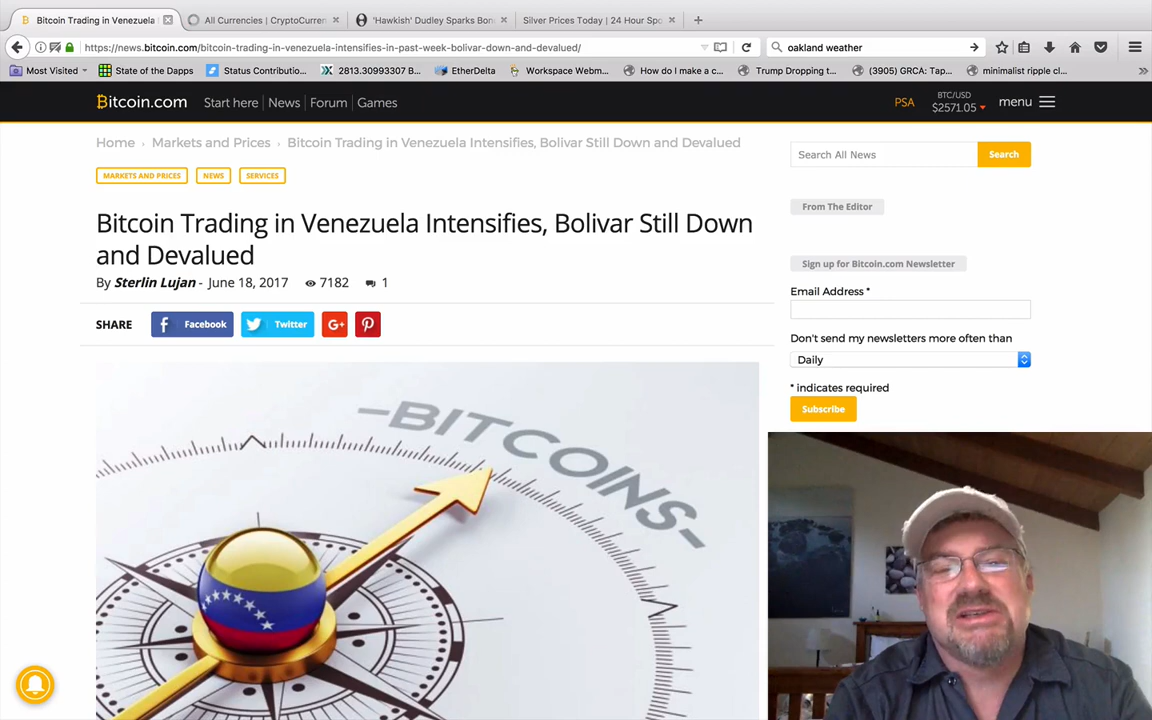 Bitcoin Trading in Venezuela
All Currencies | CryptoCurren
'Hawkish' Dudley Sparks Bon
Silver Prices Today | 24 Hour Spo
https://news.bitcoin.com/bitcoin-trading-in-venezuela-intensifies-in-past-week-bolivar-down-and-devalued/
oakland weather
Most Visited
State of the Dapps
Status Contributio...
2813.30993307 B...
EtherDelta
Workspace Webm...
How do I make a c...
Trump Dropping t...
(3905) GRCA: Tap...
minimalist ripple cl...
Bitcoin.com
Start here
News
Forum
Games
PSA
BTC/USD
$2571.05
menu
Home › Markets and Prices › Bitcoin Trading in Venezuela Intensifies, Bolivar Still Down and Devalued
Search All News
Search
MARKETS AND PRICES
NEWS
SERVICES
From The Editor
Bitcoin Trading in Venezuela Intensifies, Bolivar Still Down
and Devalued
By Sterlin Lujan - June 18, 2017 7182 1
Sign up for Bitcoin.com Newsletter
Email Address *
SHARE
Facebook
Twitter
G+
Don't send my newsletters more often than
Daily
* indicates required
Subscribe
-BITCOINS-